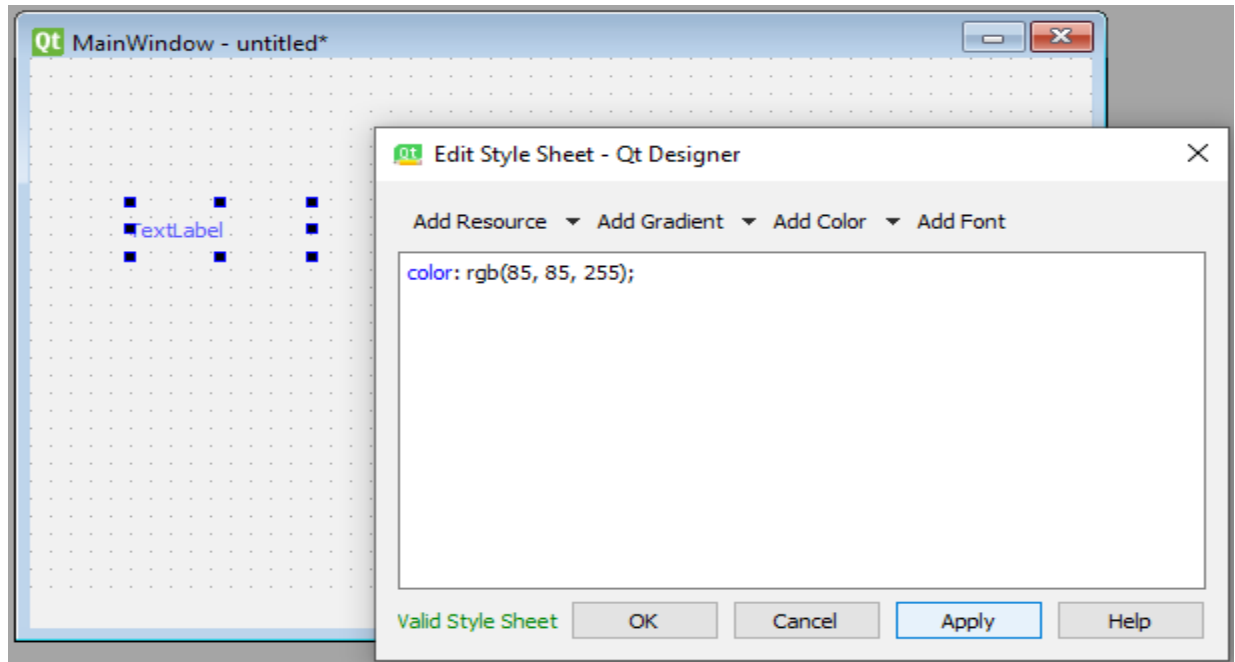 Qt MainWindow - untitled*
Qt Edit Style Sheet - Qt Designer
Add Resource Add Gradient Add Color Add Font
TextLabel
color: rgb(85, 85, 255);
Valid Style Sheet OK Cancel Apply Help